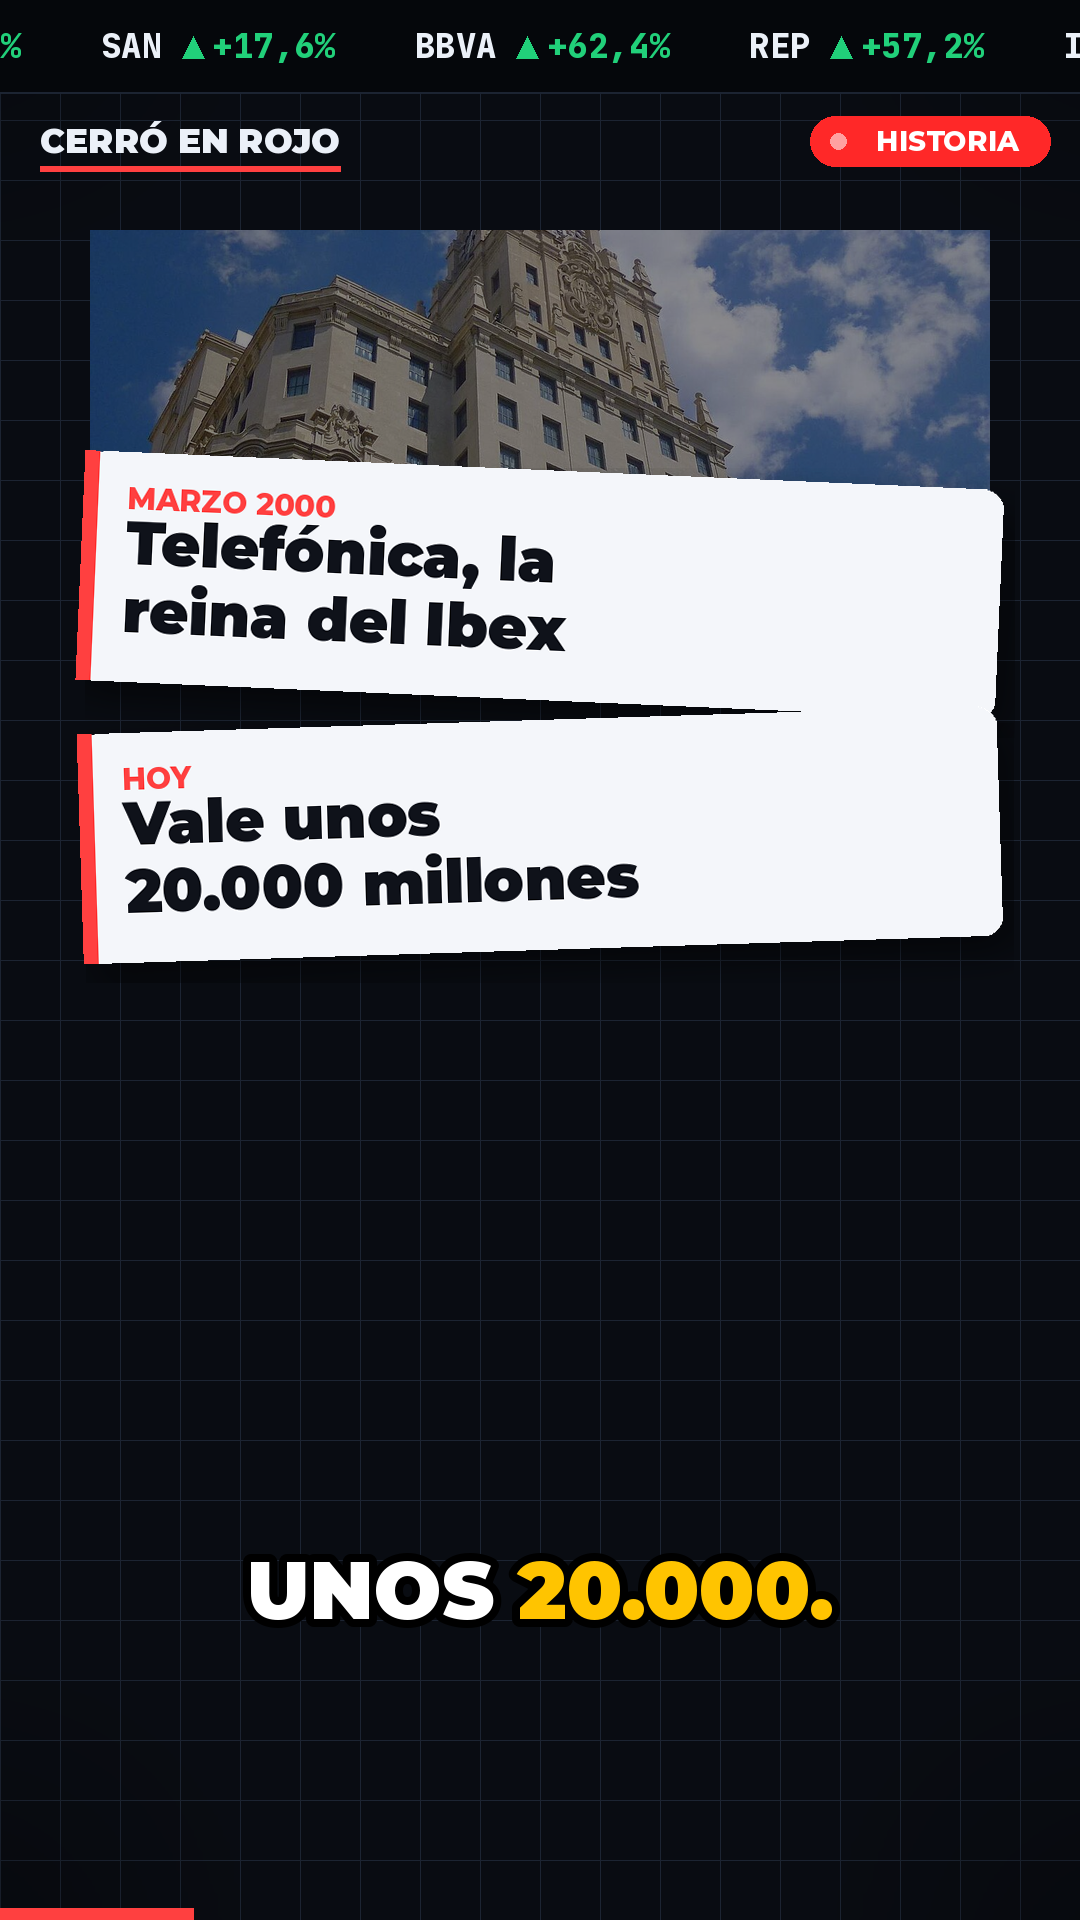 % SAN ▲+17,6% BBVA ▲+62,4% REP ▲+57,2%
CERRÓ EN ROJO
HISTORIA
MARZO 2000
Telefónica, la
reina del Ibex
HOY
Vale unos
20.000 millones
UNOS 20.000.